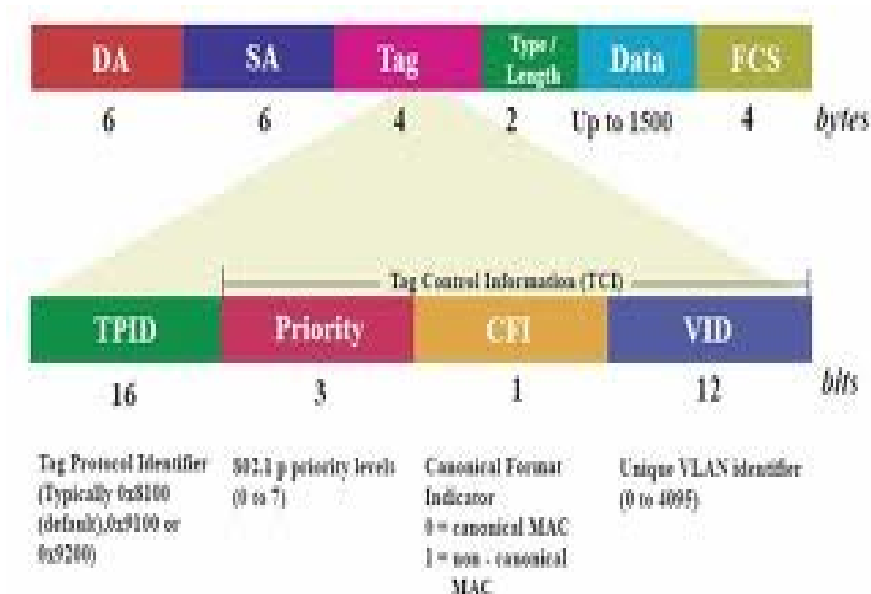 DA SA Tag Type / Length Data FCS
6 6 4 2 Up to 1500 4 bytes
Tag Control Information (TCI)
TPID Priority CFI VID
16 3 1 12 bits
Tag Protocol Identifier
(Typically 0x8100
(default),0x9100 or
0x9200)
802.1 p priority levels
(0 to 7)
Canonical Format
Indicator
0 = canonical MAC
1 = non - canonical
MAC
Unique VLAN identifier
(0 to 4095)